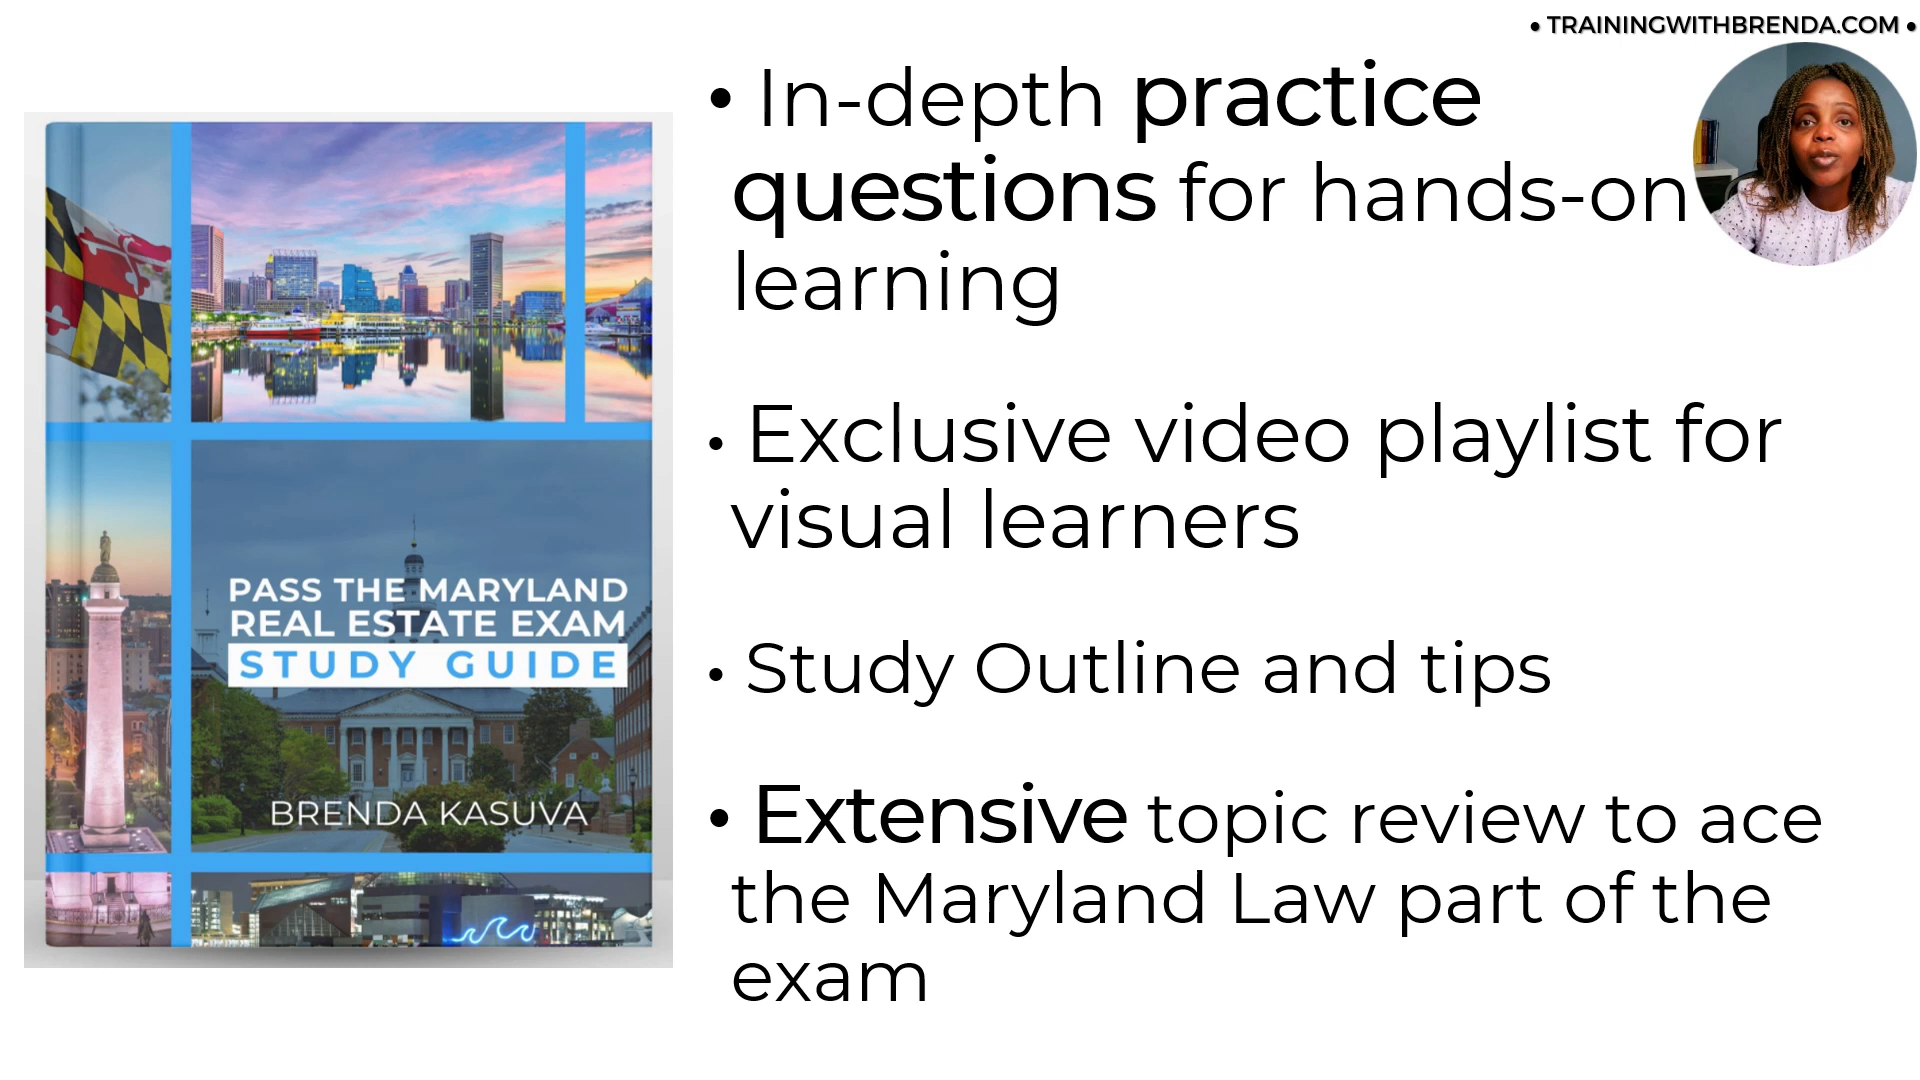 • TRAININGWITHBRENDA.COM •
• In-depth practice
questions for hands-on
learning
• Exclusive video playlist for
visual learners
• Study Outline and tips
• Extensive topic review to ace
the Maryland Law part of the
exam
PASS THE MARYLAND
REAL ESTATE EXAM
STUDY GUIDE
BRENDA KASUVA